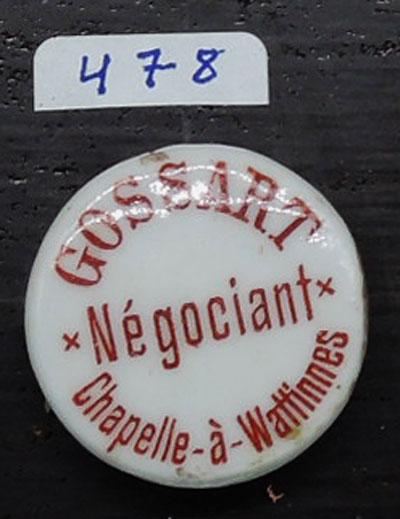 478
GOSSART
× Négociant ×
Chapelle-à-Wattinnes